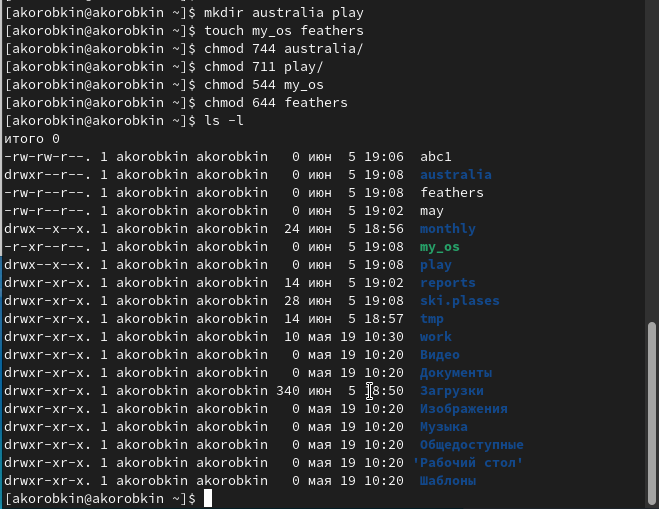 [akorobkin@akorobkin ~]$ mkdir australia play
[akorobkin@akorobkin ~]$ touch my_os feathers
[akorobkin@akorobkin ~]$ chmod 744 australia/
[akorobkin@akorobkin ~]$ chmod 711 play/
[akorobkin@akorobkin ~]$ chmod 544 my_os
[akorobkin@akorobkin ~]$ chmod 644 feathers
[akorobkin@akorobkin ~]$ ls -l
итого 0
-rw-rw-r--. 1 akorobkin akorobkin   0 июн  5 19:06  abc1
drwxr--r--. 1 akorobkin akorobkin   0 июн  5 19:08  australia
-rw-r--r--. 1 akorobkin akorobkin   0 июн  5 19:08  feathers
-rw-r--r--. 1 akorobkin akorobkin   0 июн  5 19:02  may
drwx--x--x. 1 akorobkin akorobkin  24 июн  5 18:56  monthly
-r-xr--r--. 1 akorobkin akorobkin   0 июн  5 19:08  my_os
drwx--x--x. 1 akorobkin akorobkin   0 июн  5 19:08  play
drwxr-xr-x. 1 akorobkin akorobkin  14 июн  5 19:02  reports
drwxr-xr-x. 1 akorobkin akorobkin  28 июн  5 19:08  ski.plases
drwxr-xr-x. 1 akorobkin akorobkin  14 июн  5 18:57  tmp
drwxr-xr-x. 1 akorobkin akorobkin  10 мая 19 10:30  work
drwxr-xr-x. 1 akorobkin akorobkin   0 мая 19 10:20  Видео
drwxr-xr-x. 1 akorobkin akorobkin   0 мая 19 10:20  Документы
drwxr-xr-x. 1 akorobkin akorobkin 340 июн  5 18:50  Загрузки
drwxr-xr-x. 1 akorobkin akorobkin   0 мая 19 10:20  Изображения
drwxr-xr-x. 1 akorobkin akorobkin   0 мая 19 10:20  Музыка
drwxr-xr-x. 1 akorobkin akorobkin   0 мая 19 10:20  Общедоступные
drwxr-xr-x. 1 akorobkin akorobkin   0 мая 19 10:20 'Рабочий стол'
drwxr-xr-x. 1 akorobkin akorobkin   0 мая 19 10:20  Шаблоны
[akorobkin@akorobkin ~]$